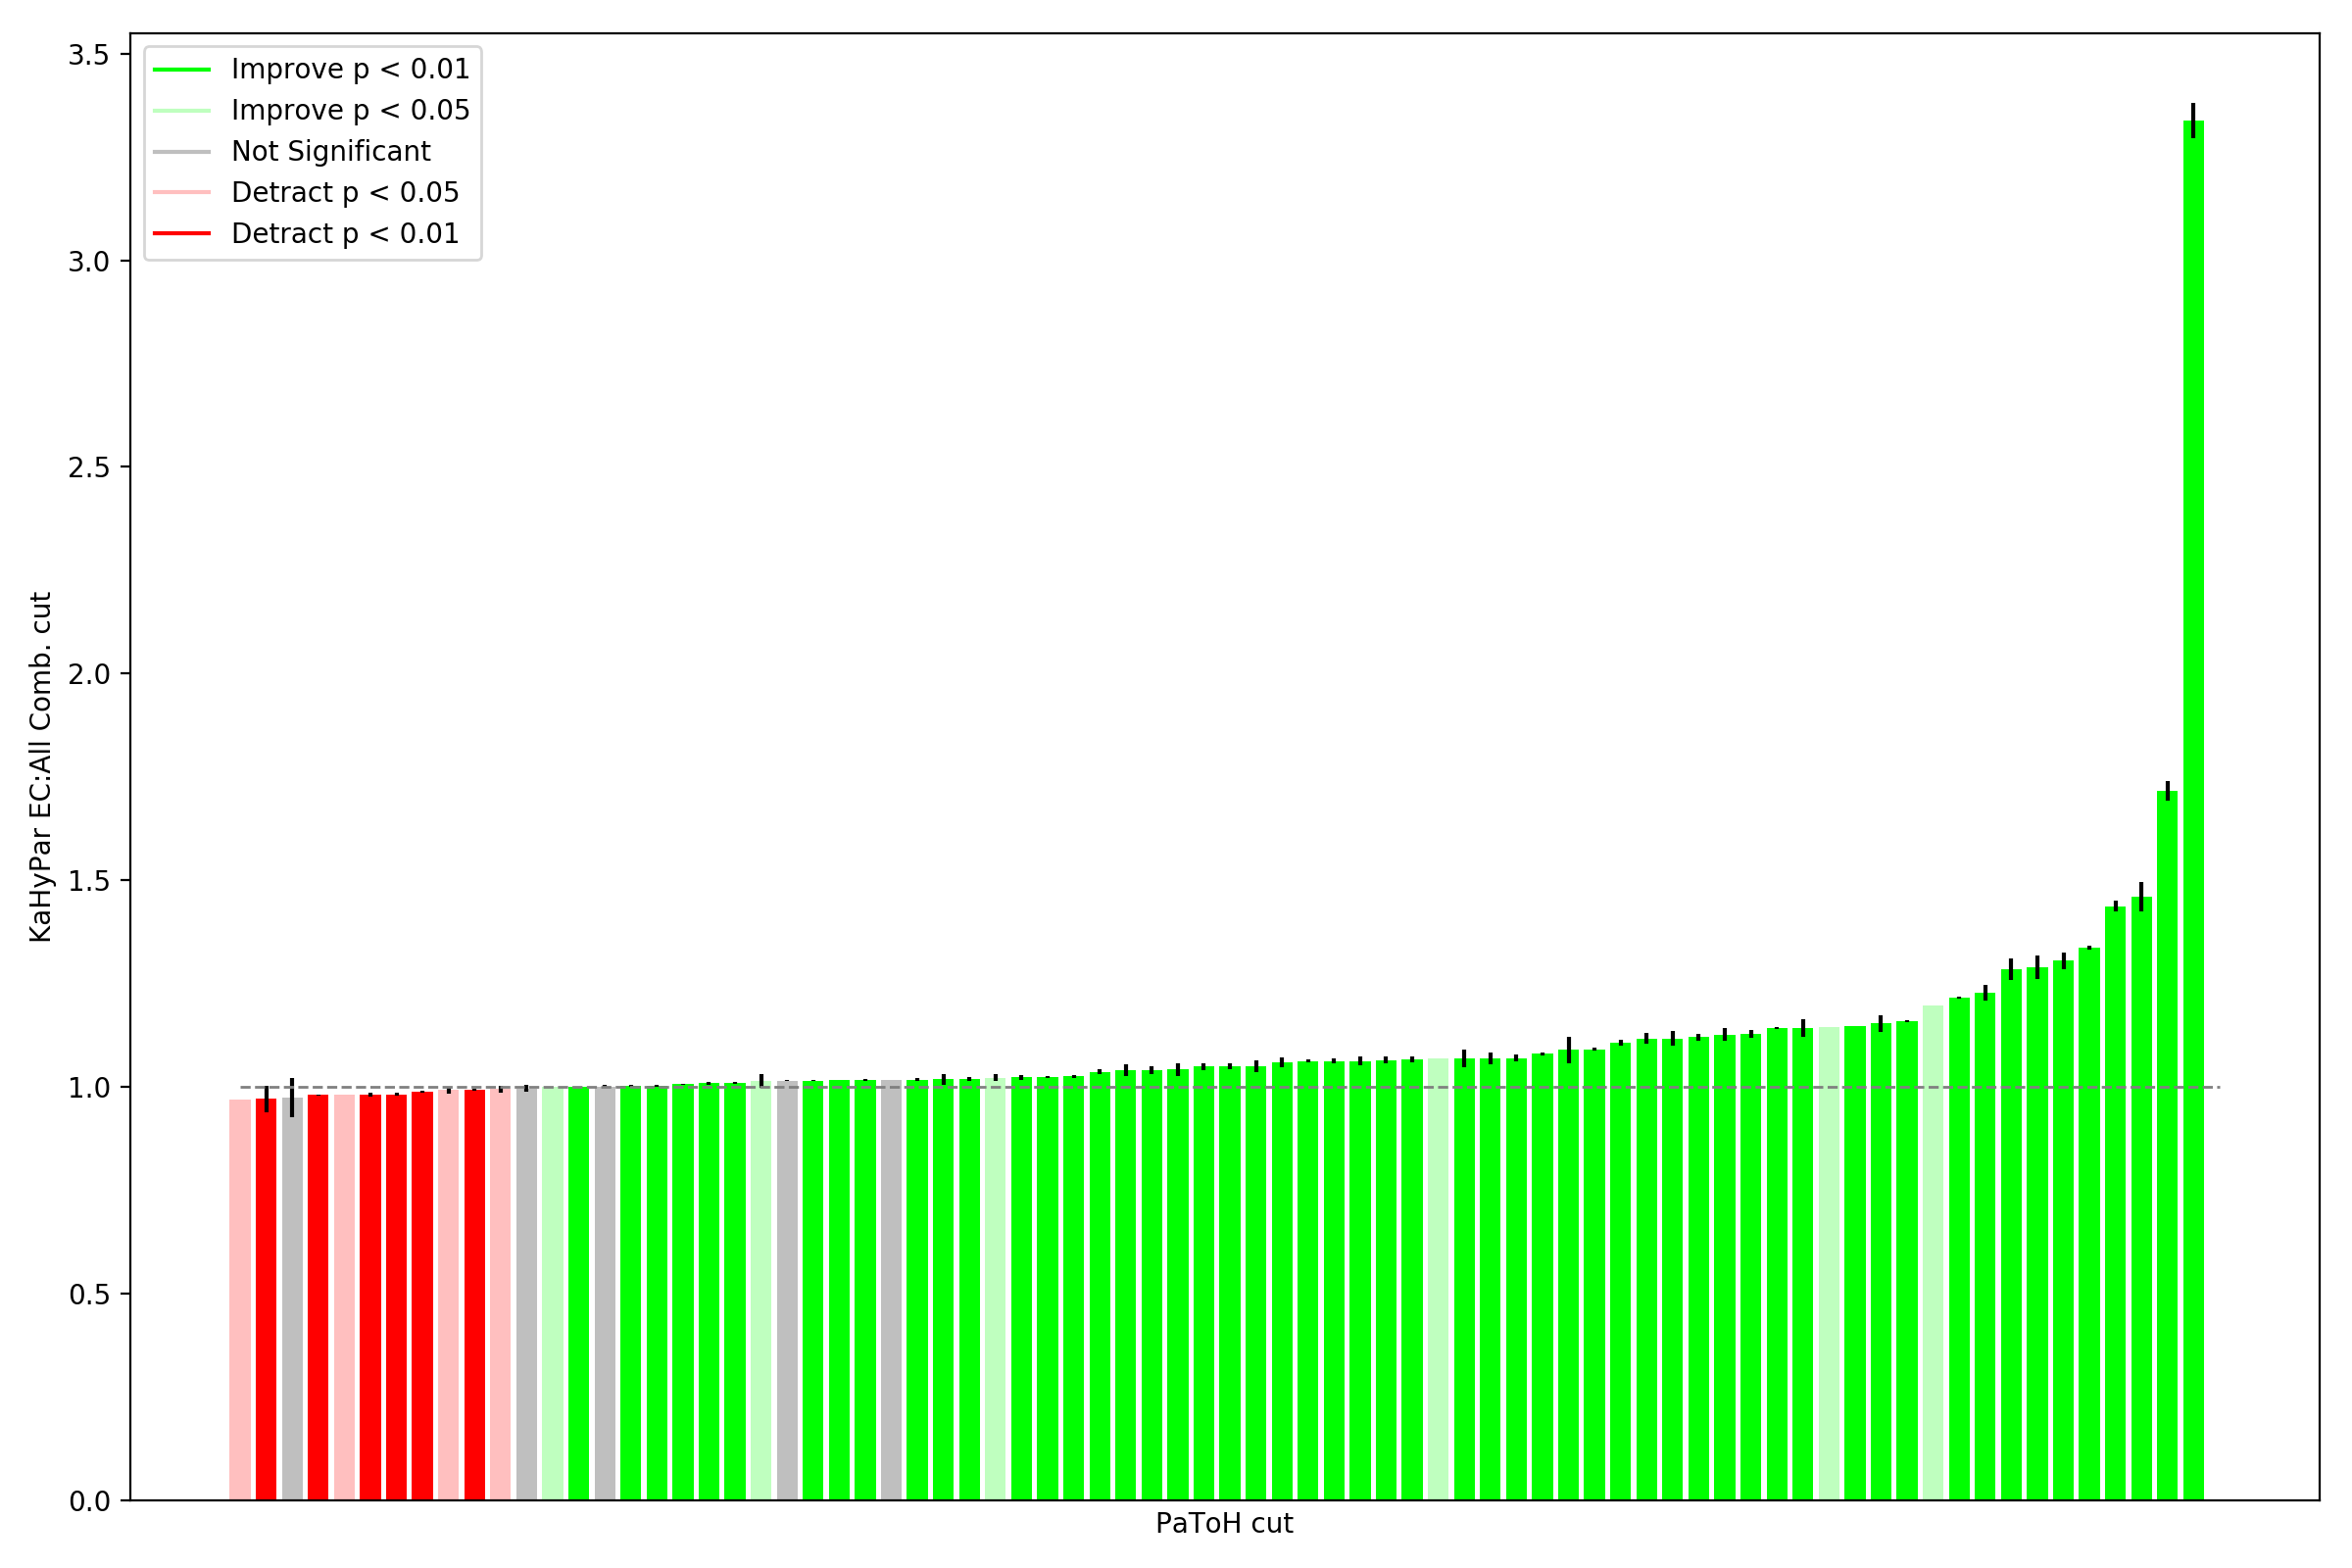 3.5
3.0
2.5
2.0
1.5
1.0
0.5
0.0
KaHyPar EC:All Comb. cut
Improve p < 0.01
Improve p < 0.05
Not Significant
Detract p < 0.05
Detract p < 0.01
PaToH cut